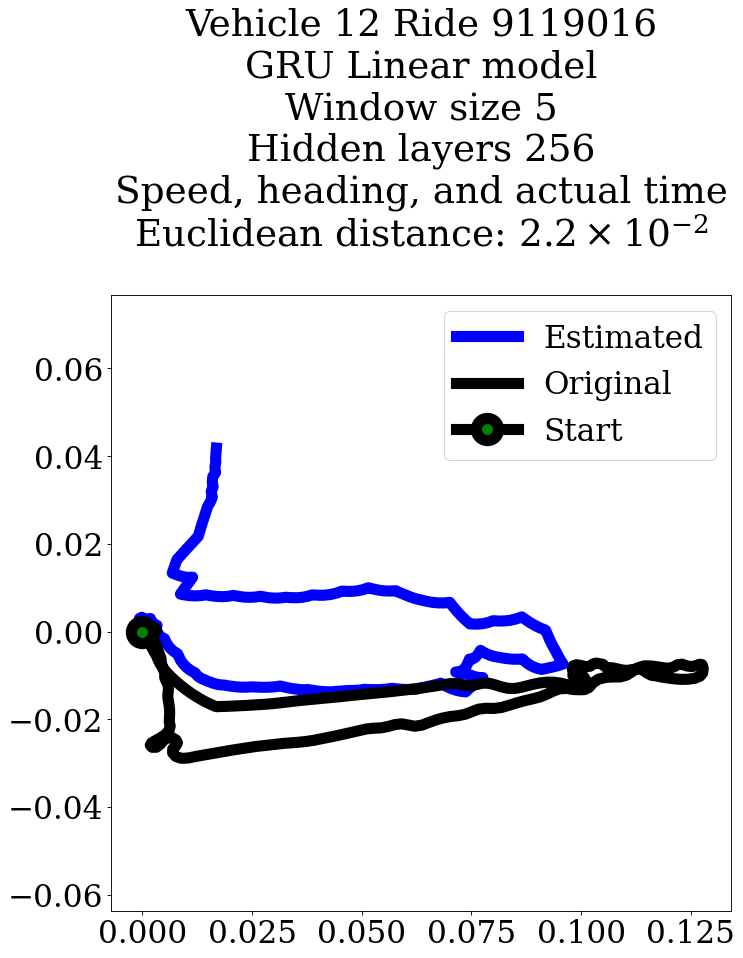 Vehicle 12 Ride 9119016
GRU Linear model
Window size 5
Hidden layers 256
Speed, heading, and actual time
Euclidean distance: 2.2 × 10⁻²
Estimated
Original
Start
0.06
0.04
0.02
0.00
−0.02
−0.04
−0.06
0.000 0.025 0.050 0.075 0.100 0.125